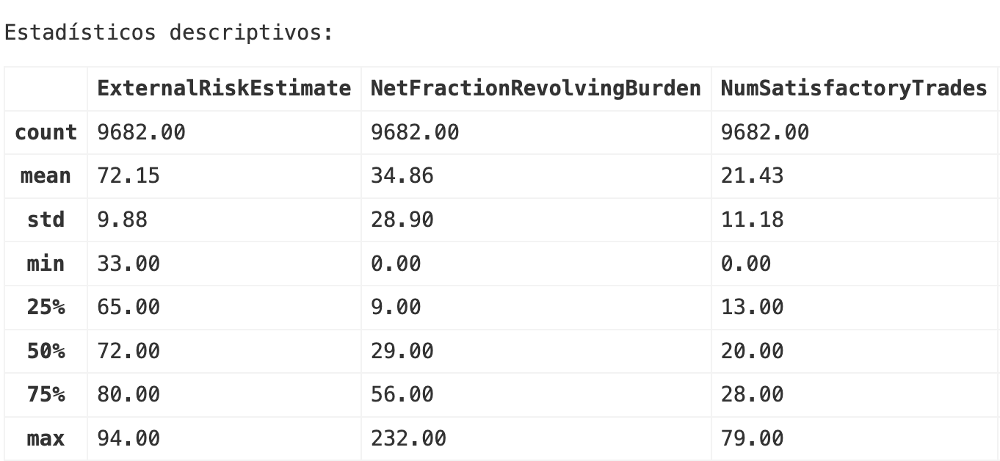 Estadísticos descriptivos:
ExternalRiskEstimate NetFractionRevolvingBurden NumSatisfactoryTrades
count 9682.00 9682.00 9682.00
mean 72.15 34.86 21.43
std 9.88 28.90 11.18
min 33.00 0.00 0.00
25% 65.00 9.00 13.00
50% 72.00 29.00 20.00
75% 80.00 56.00 28.00
max 94.00 232.00 79.00